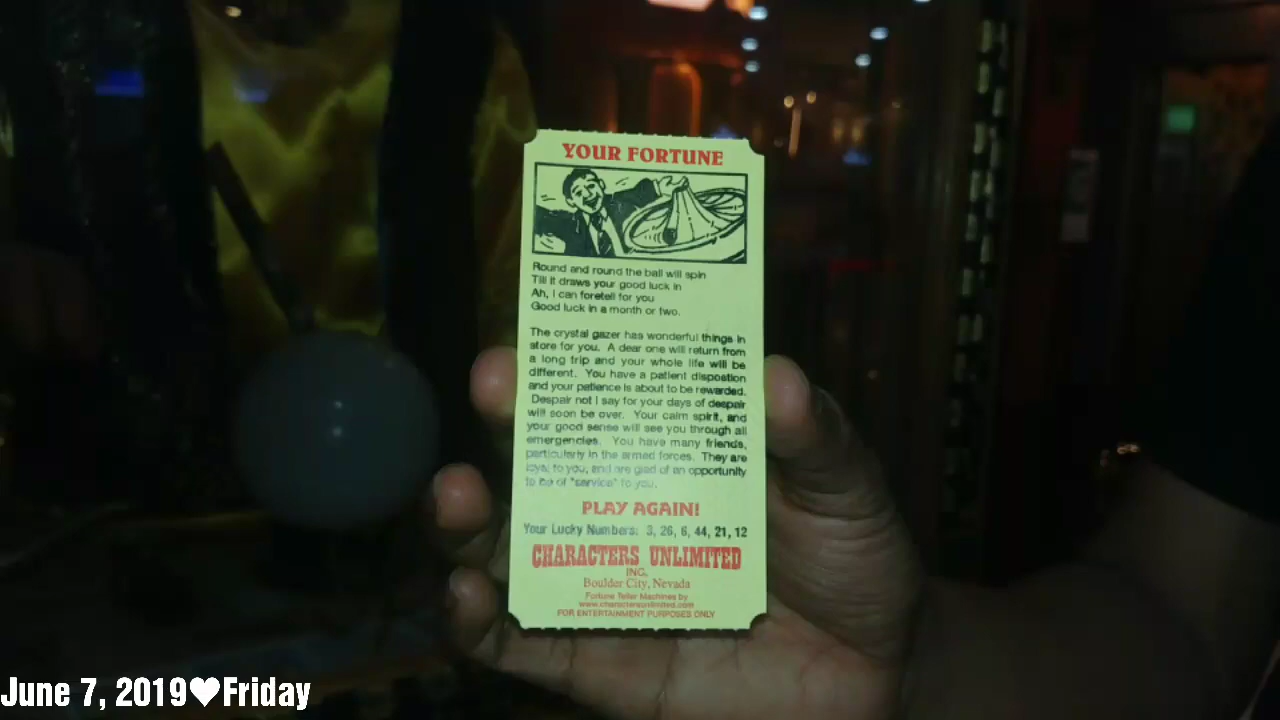 YOUR FORTUNE
Round and round the ball will spin
Till it draws your good luck in
Ah, I can foretell for you
Good luck in a month or two.
The crystal gazer has wonderful things in
store for you. A dear one will return from
a long trip and your whole life will be
different. You have a patient dispostion
and your patience is about to be rewarded.
Despair not I say for your days of despair
will soon be over. Your calm spirit, and
your good sense will see you through all
emergencies. You have many friends,
particularly in the armed forces. They are
loyal to you, and are glad of an opportunity
to be of "service" to you.
PLAY AGAIN!
Your Lucky Numbers: 3, 26, 6, 44, 21, 12
CHARACTERS UNLIMITED
INC.
Boulder City, Nevada
Fortune Teller Machines by
www.charactersunlimited.com
FOR ENTERTAINMENT PURPOSES ONLY
June 7, 2019♥Friday